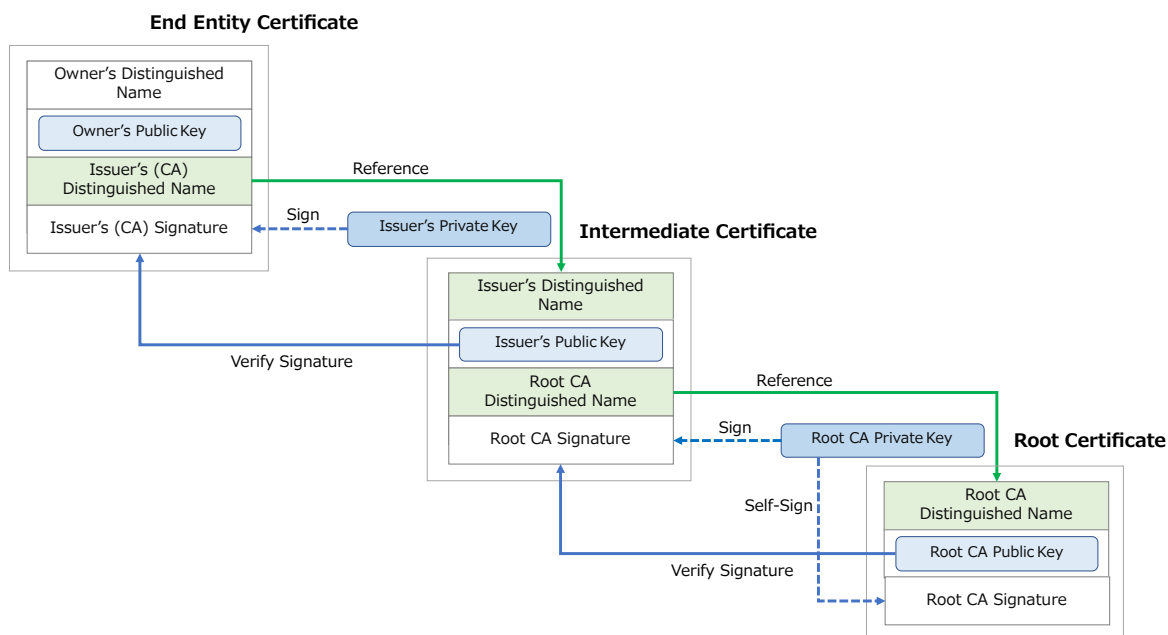 End Entity Certificate
Owner’s Distinguished
Name
Owner’s Public Key
Issuer’s (CA)
Distinguished Name
Issuer’s (CA) Signature
Reference
Sign
Issuer’s Private Key
Intermediate Certificate
Issuer’s Distinguished
Name
Issuer’s Public Key
Verify Signature
Root CA
Distinguished Name
Root CA Signature
Reference
Sign
Root CA Private Key
Root Certificate
Self-Sign
Root CA
Distinguished Name
Root CA Public Key
Verify Signature
Root CA Signature